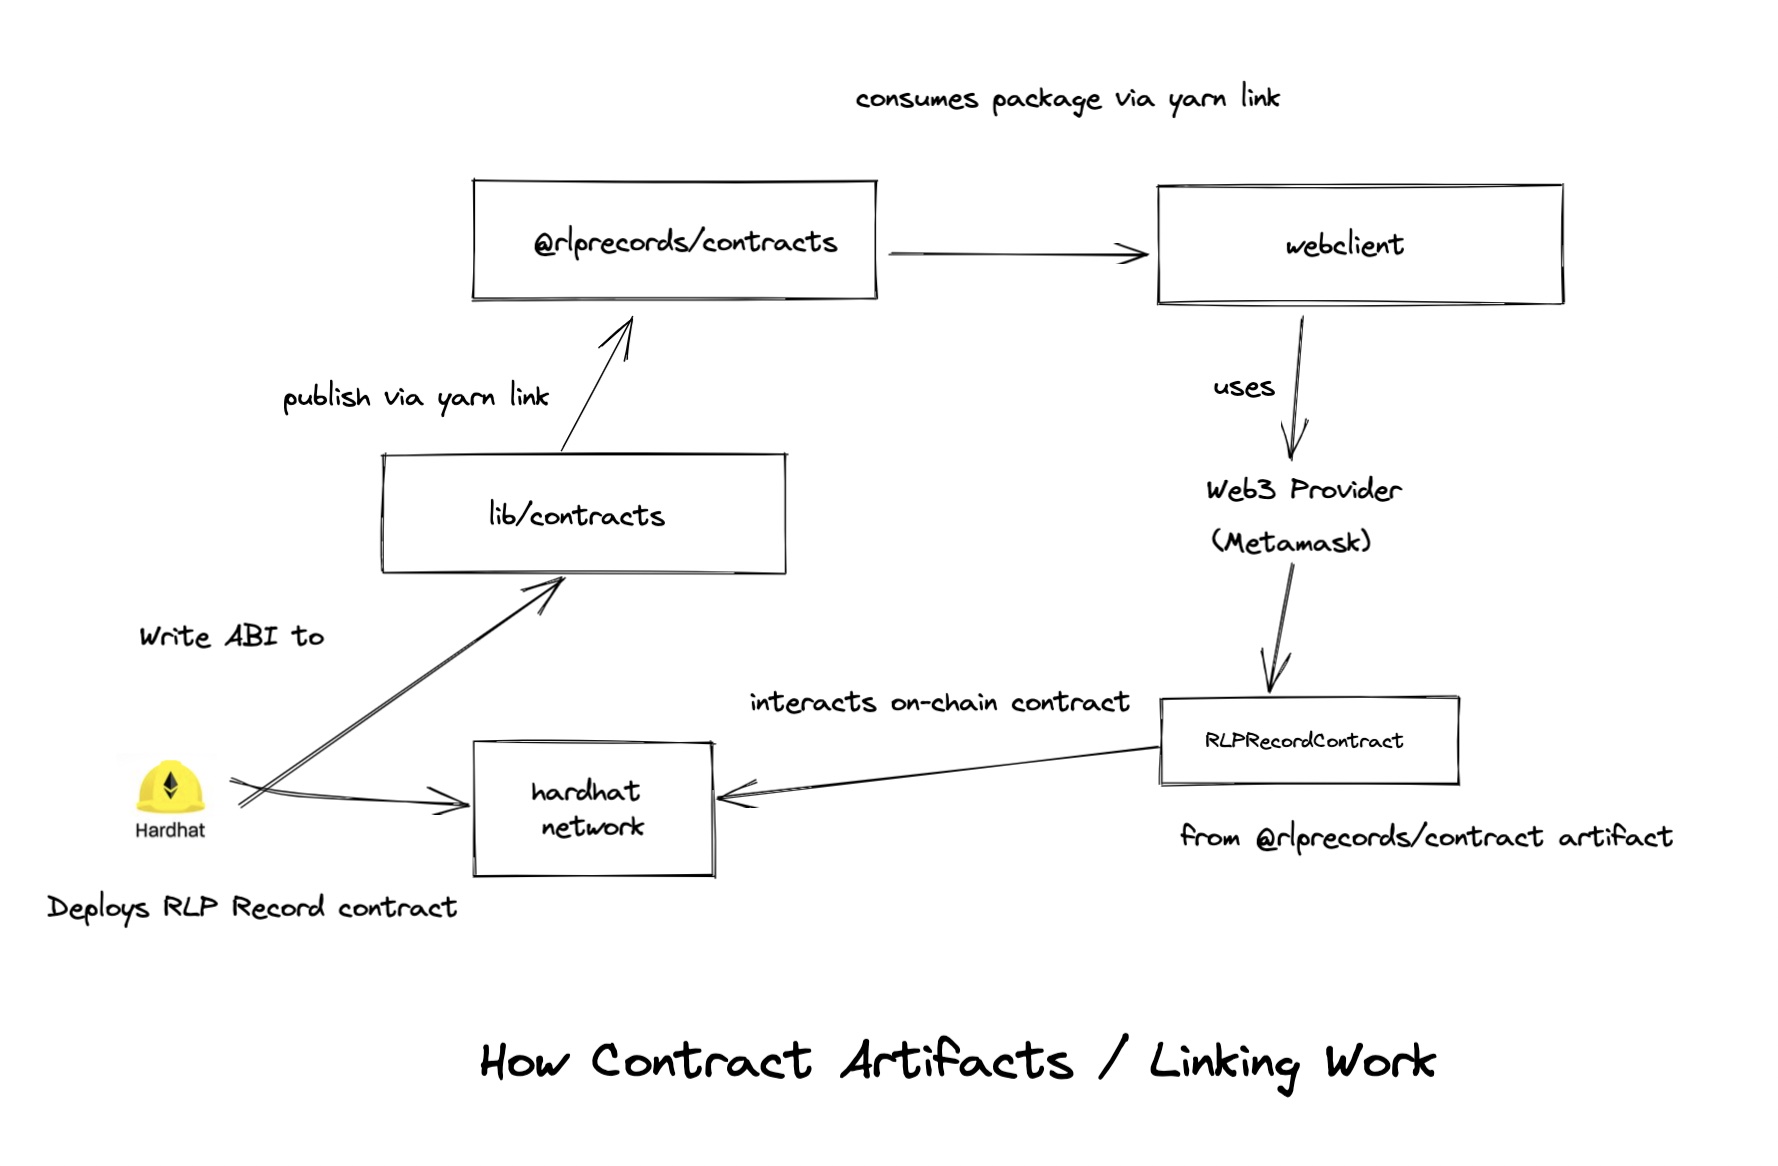 consumes package via yarn link
@rlprecords/contracts
webclient
publish via yarn link
uses
lib/contracts
Web3 Provider
(Metamask)
Write ABI to
interacts on-chain contract
RLPRecordContract
hardhat
network
Hardhat
from @rlprecords/contract artifact
Deploys RLP Record contract
How Contract Artifacts / Linking Work